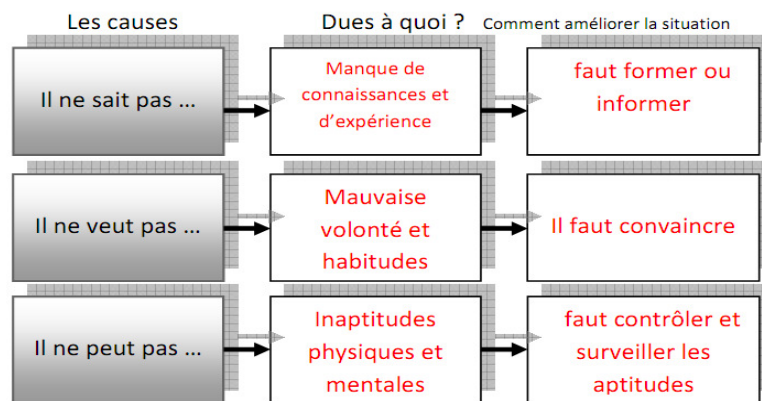 Les causes Dues à quoi ? Comment améliorer la situation
Il ne sait pas ...
Manque de
connaissances et
d'expérience
faut former ou
informer
Il ne veut pas ...
Mauvaise
volonté et
habitudes
Il faut convaincre
Il ne peut pas ...
Inaptitudes
physiques et
mentales
faut contrôler et
surveiller les
aptitudes